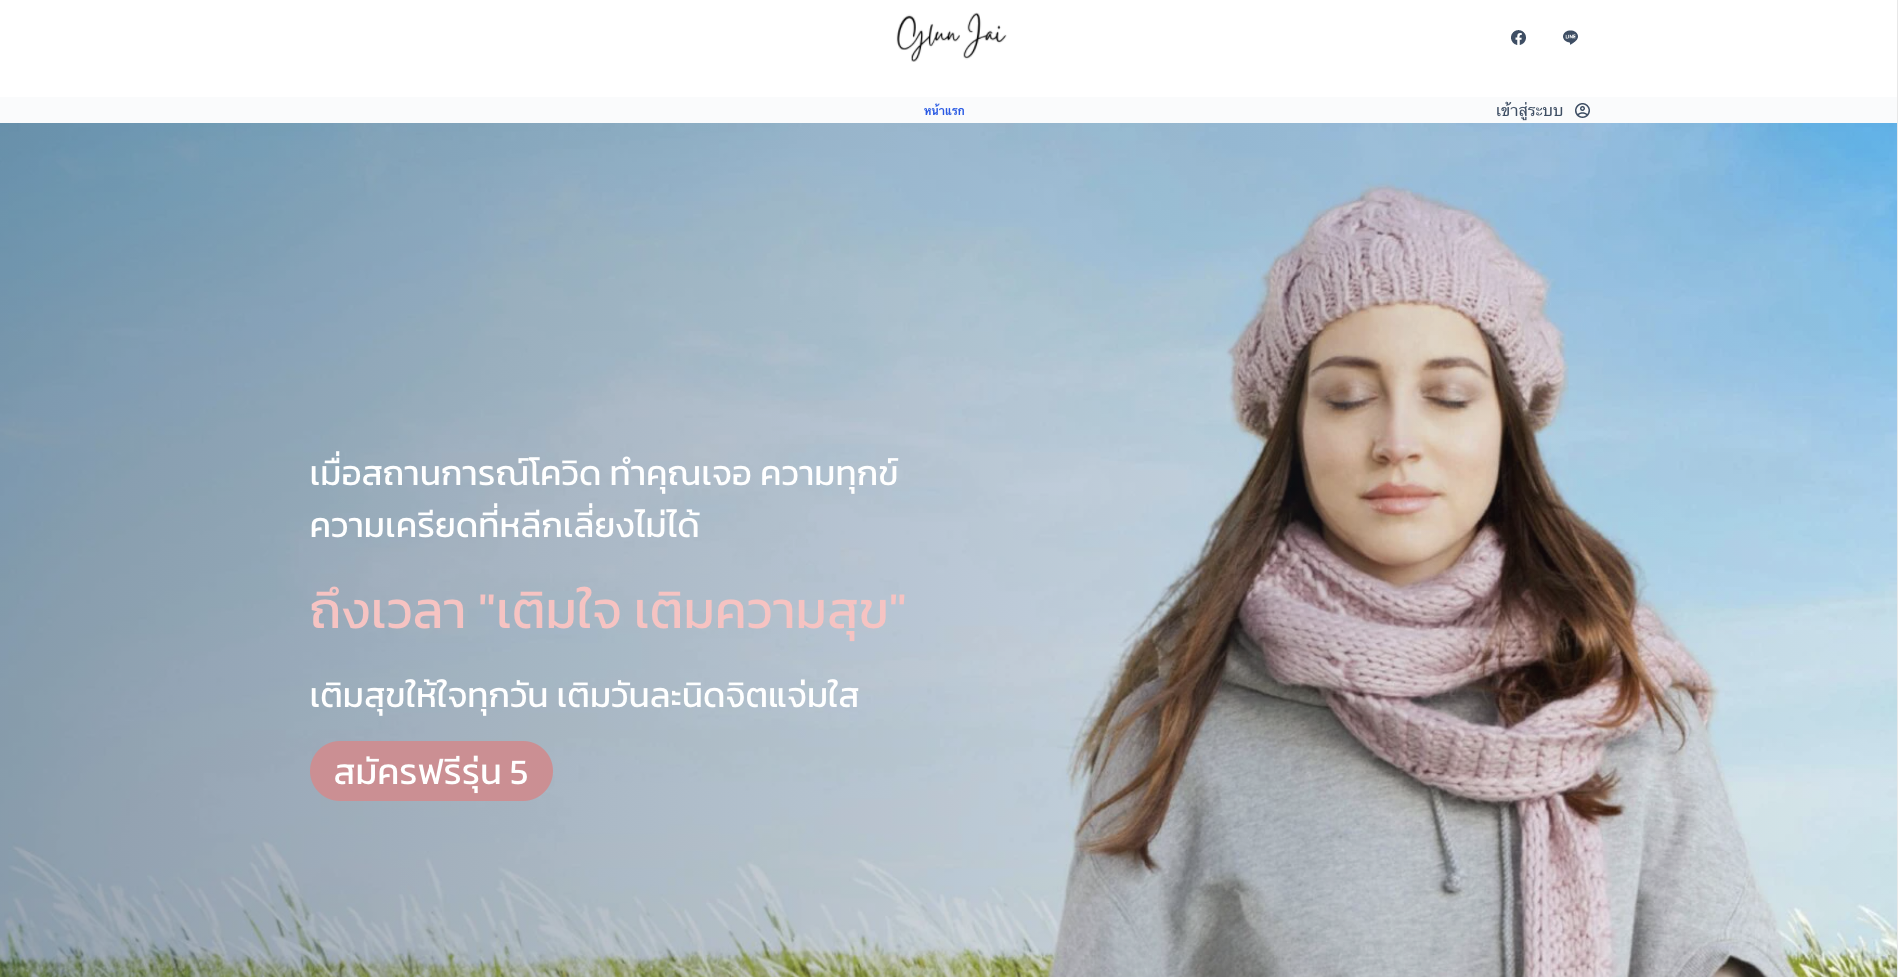 Glun Jai
หน้าแรก
เข้าสู่ระบบ
เมื่อสถานการณ์โควิด ทำคุณเจอ ความทุกข์
ความเครียดที่หลีกเลี่ยงไม่ได้
ถึงเวลา "เติมใจ เติมความสุข"
เติมสุขให้ใจทุกวัน เติมวันละนิดจิตแจ่มใส
สมัครฟรีรุ่น 5